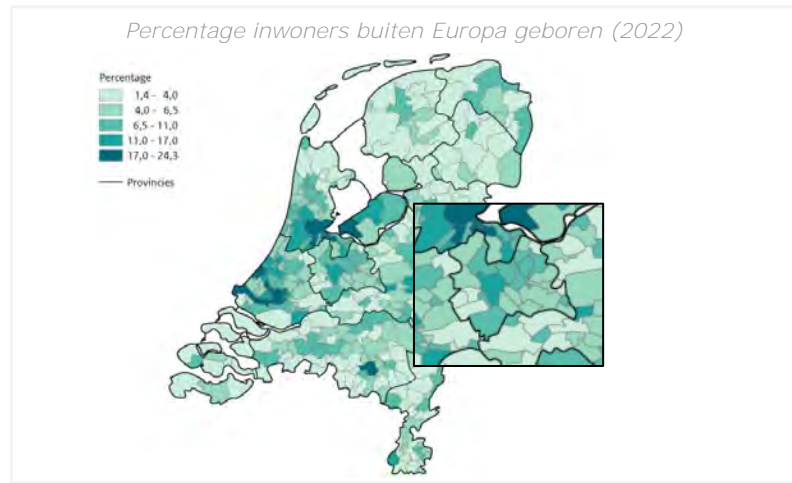 Percentage inwoners buiten Europa geboren (2022)
Percentage
1,4 - 4,0
4,0 - 6,5
6,5 - 11,0
11,0 - 17,0
17,0 - 24,3
Provincies